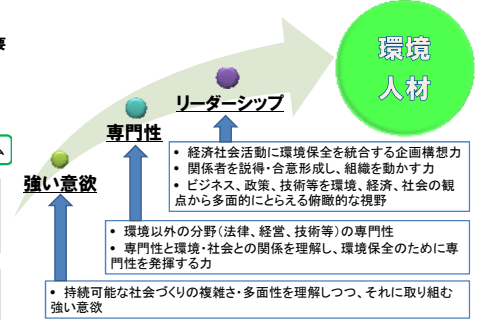 環境
人材
リーダーシップ
専門性
強い意欲
• 経済社会活動に環境保全を統合する企画構想力
• 関係者を説得・合意形成し、組織を動かす力
• ビジネス、政策、技術等を環境、経済、社会の観
点から多面的にとらえる俯瞰的な視野
• 環境以外の分野(法律、経営、技術等)の専門性
• 専門性と環境・社会との関係を理解し、環境保全のために専
門性を発揮する力
• 持続可能な社会づくりの複雑さ・多面性を理解しつつ、それに取り組む
強い意欲